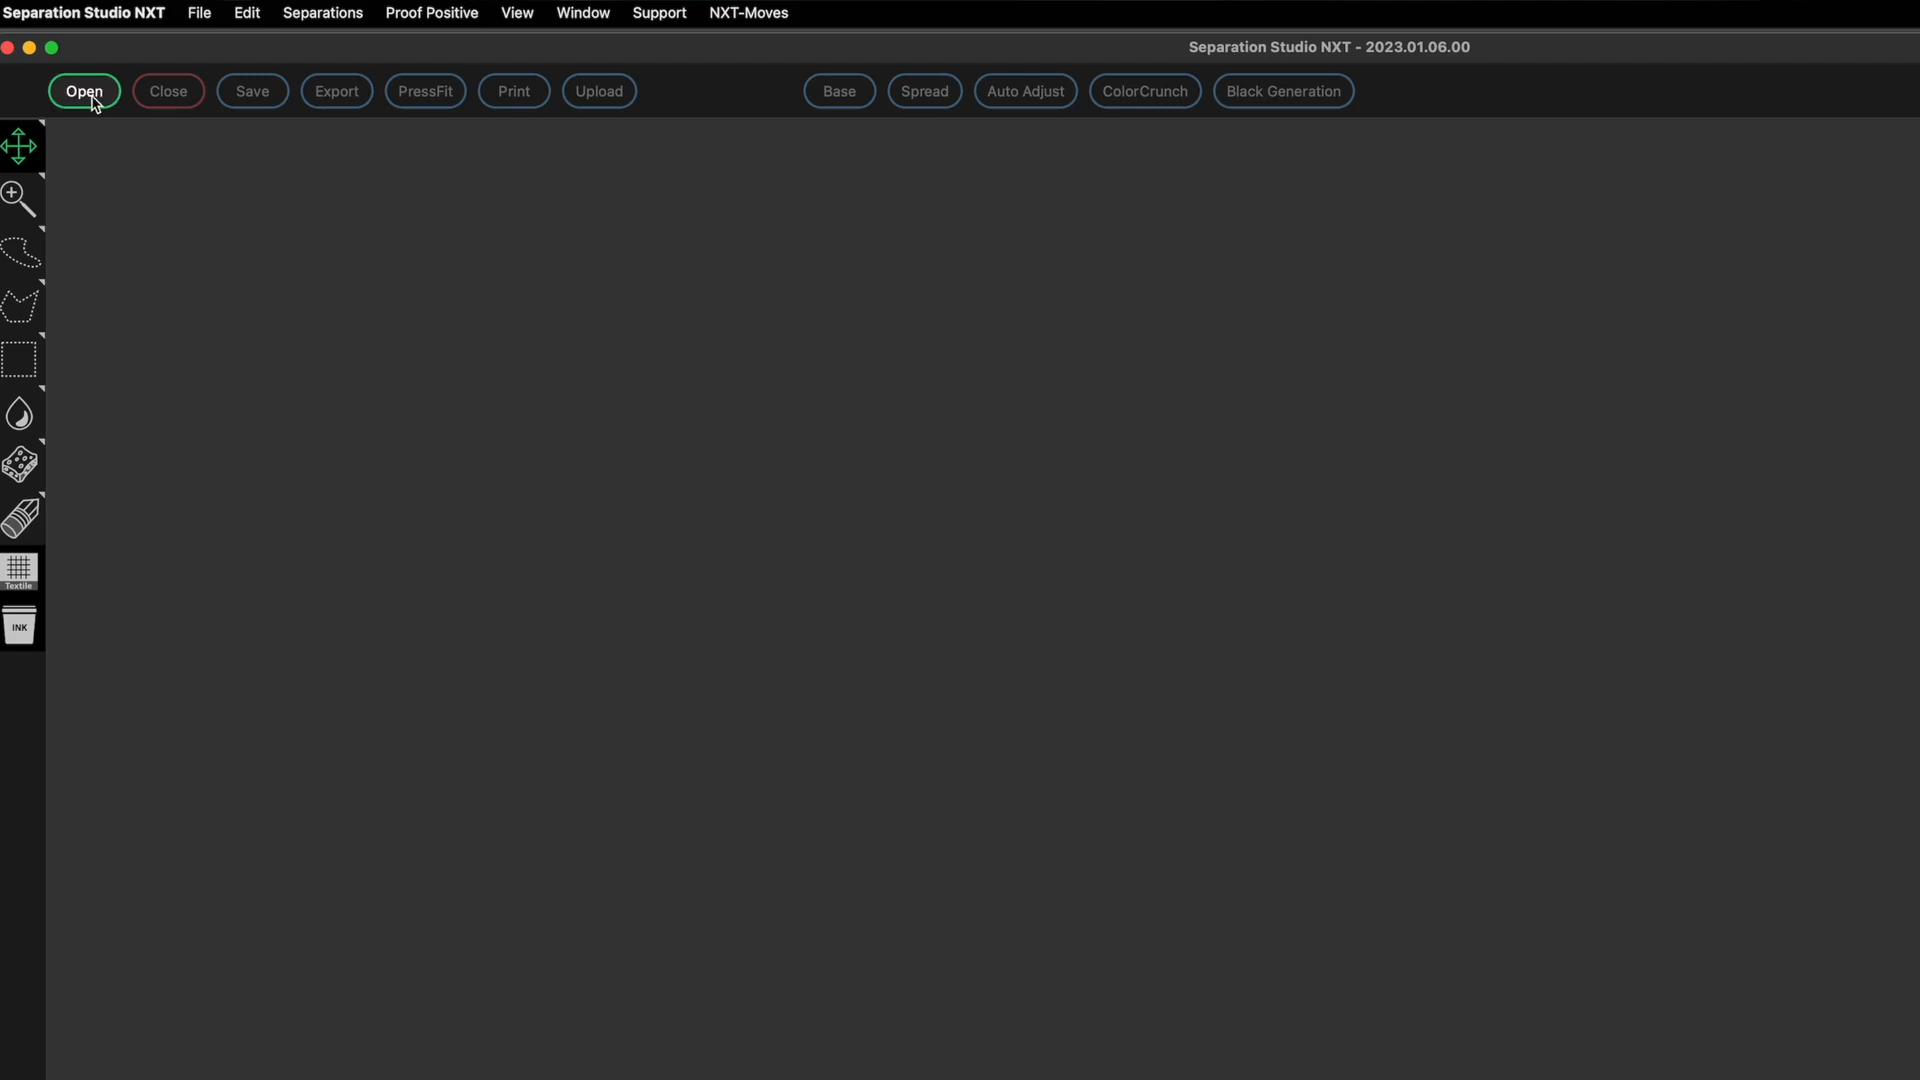 Separation Studio NXT File Edit Separations Proof Positive View Window Support NXT-Moves
Separation Studio NXT - 2023.01.06.00
Open Close Save Export PressFit Print Upload Base Spread Auto Adjust ColorCrunch Black Generation
Textile
INK